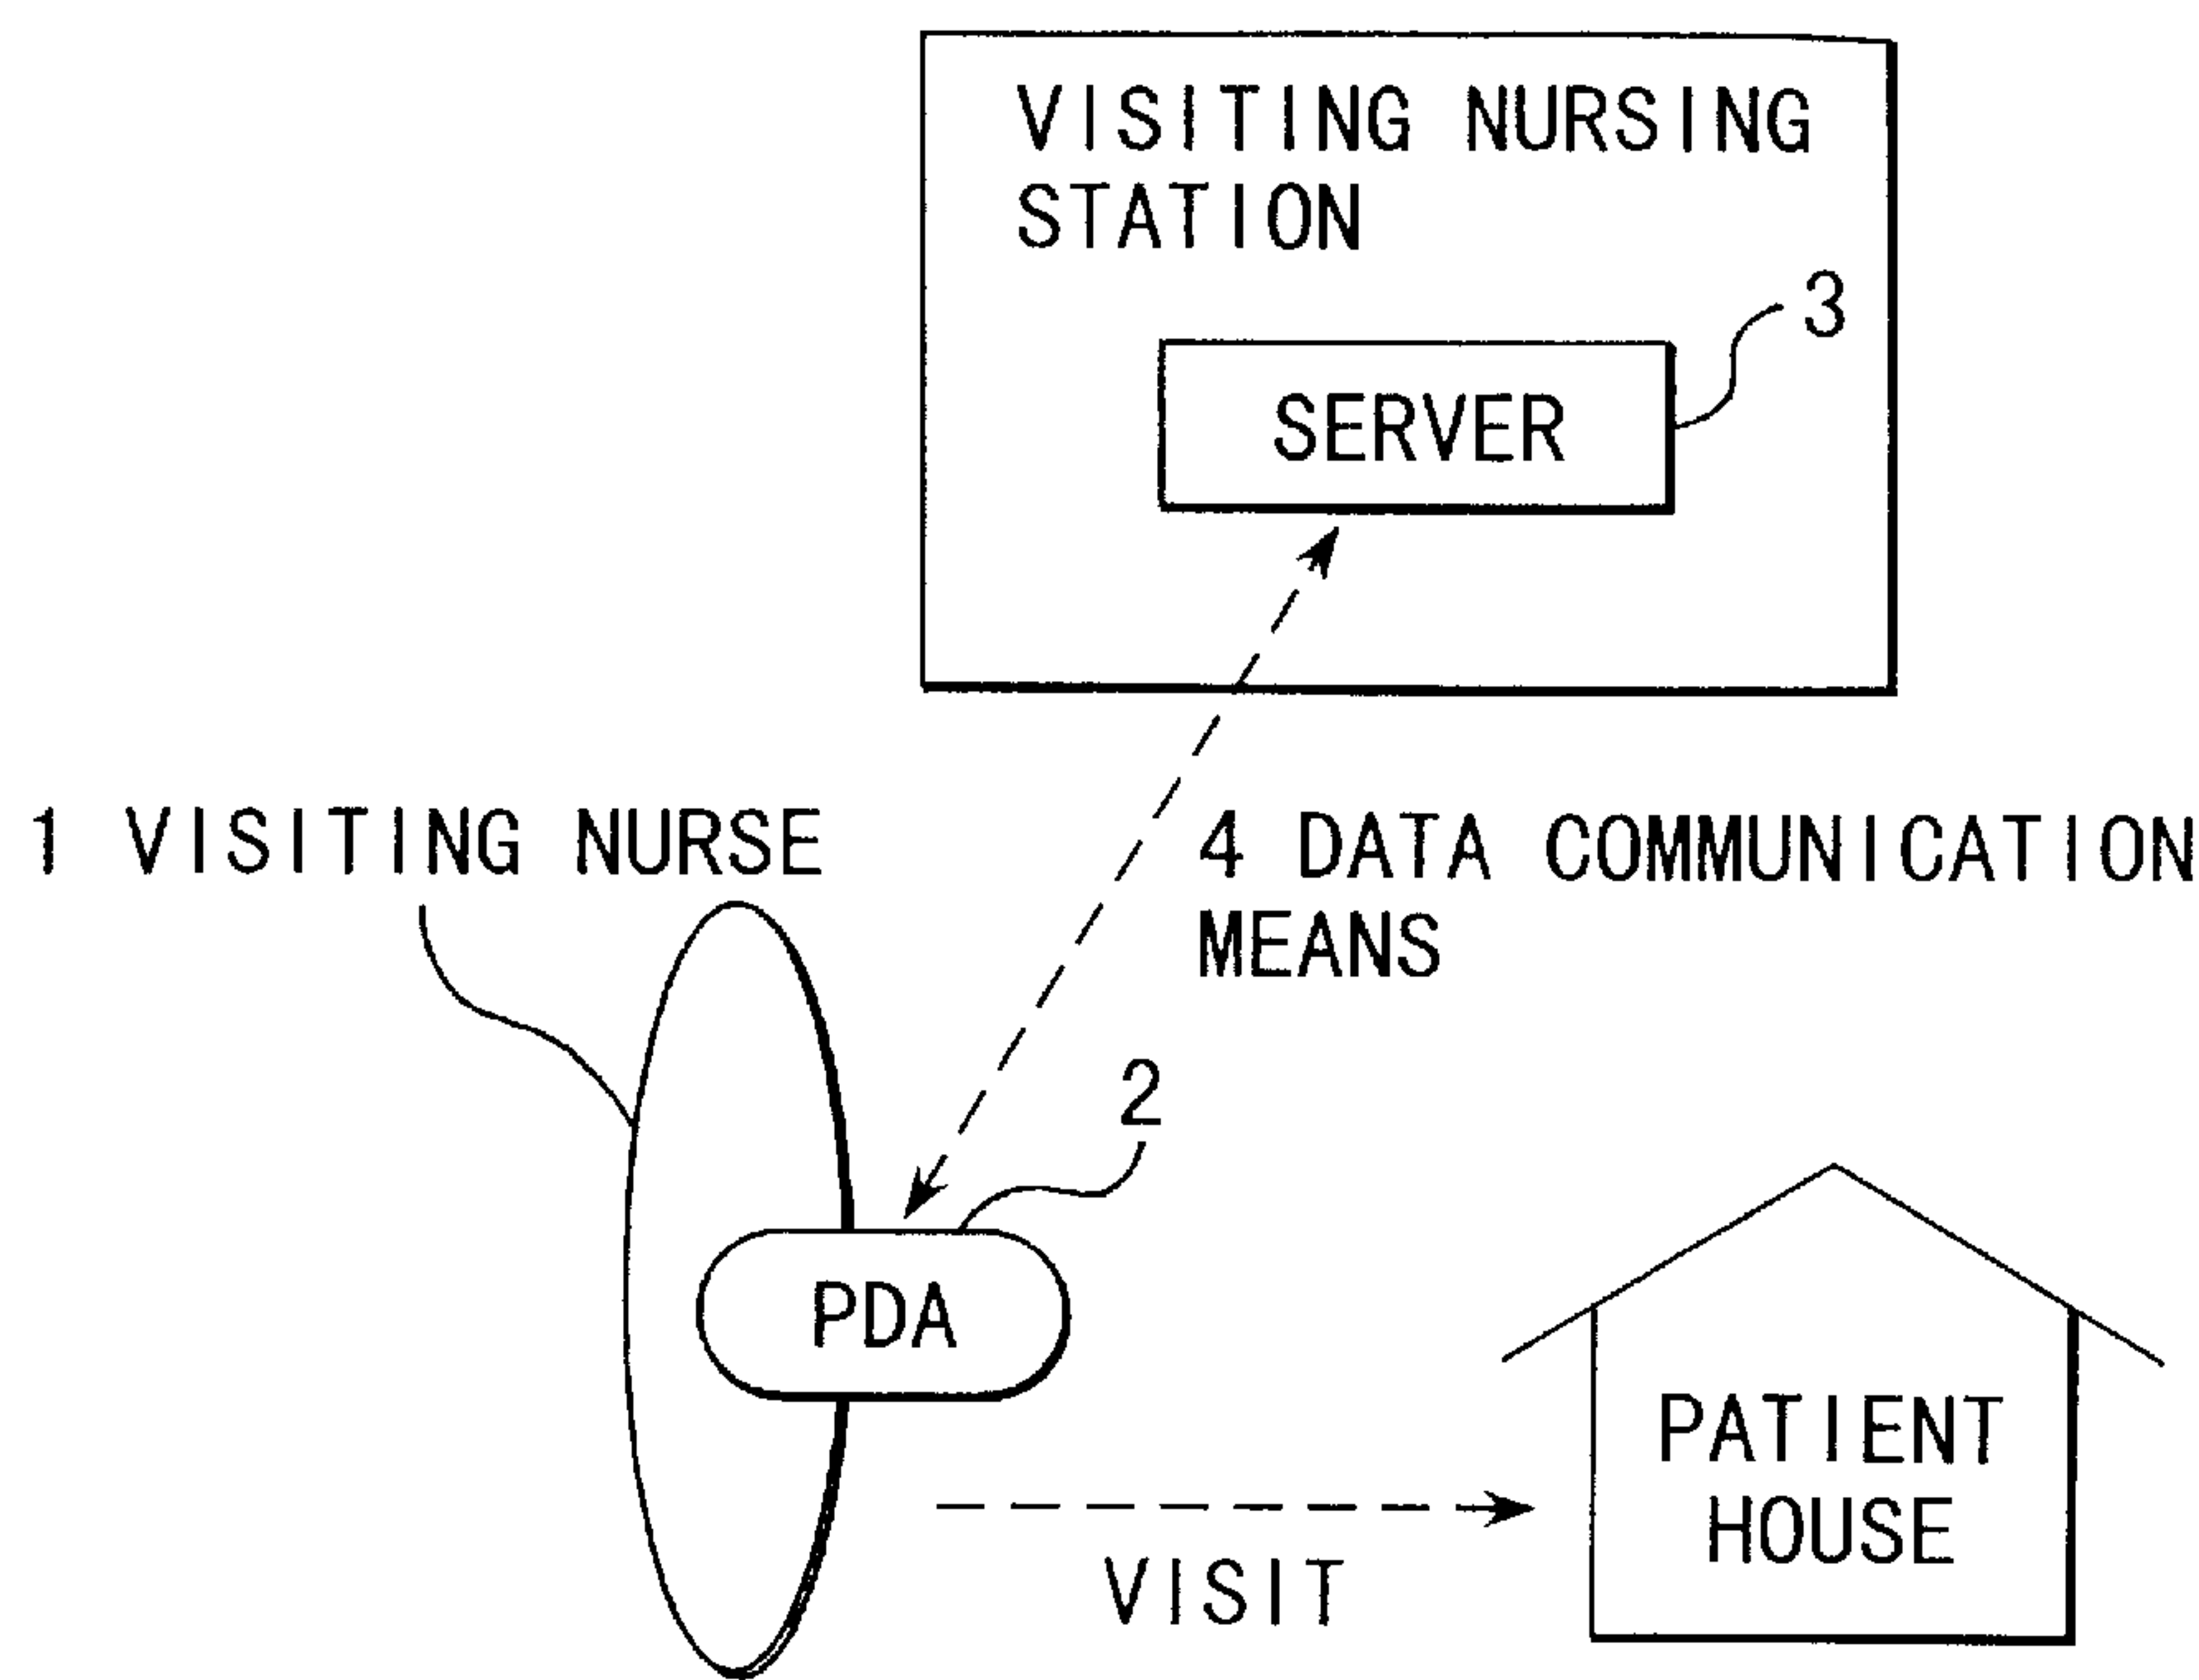 VISITING NURSING
STATION
3
SERVER
1 VISITING NURSE
4 DATA COMMUNICATION
MEANS
2
PDA
PATIENT
HOUSE
VISIT